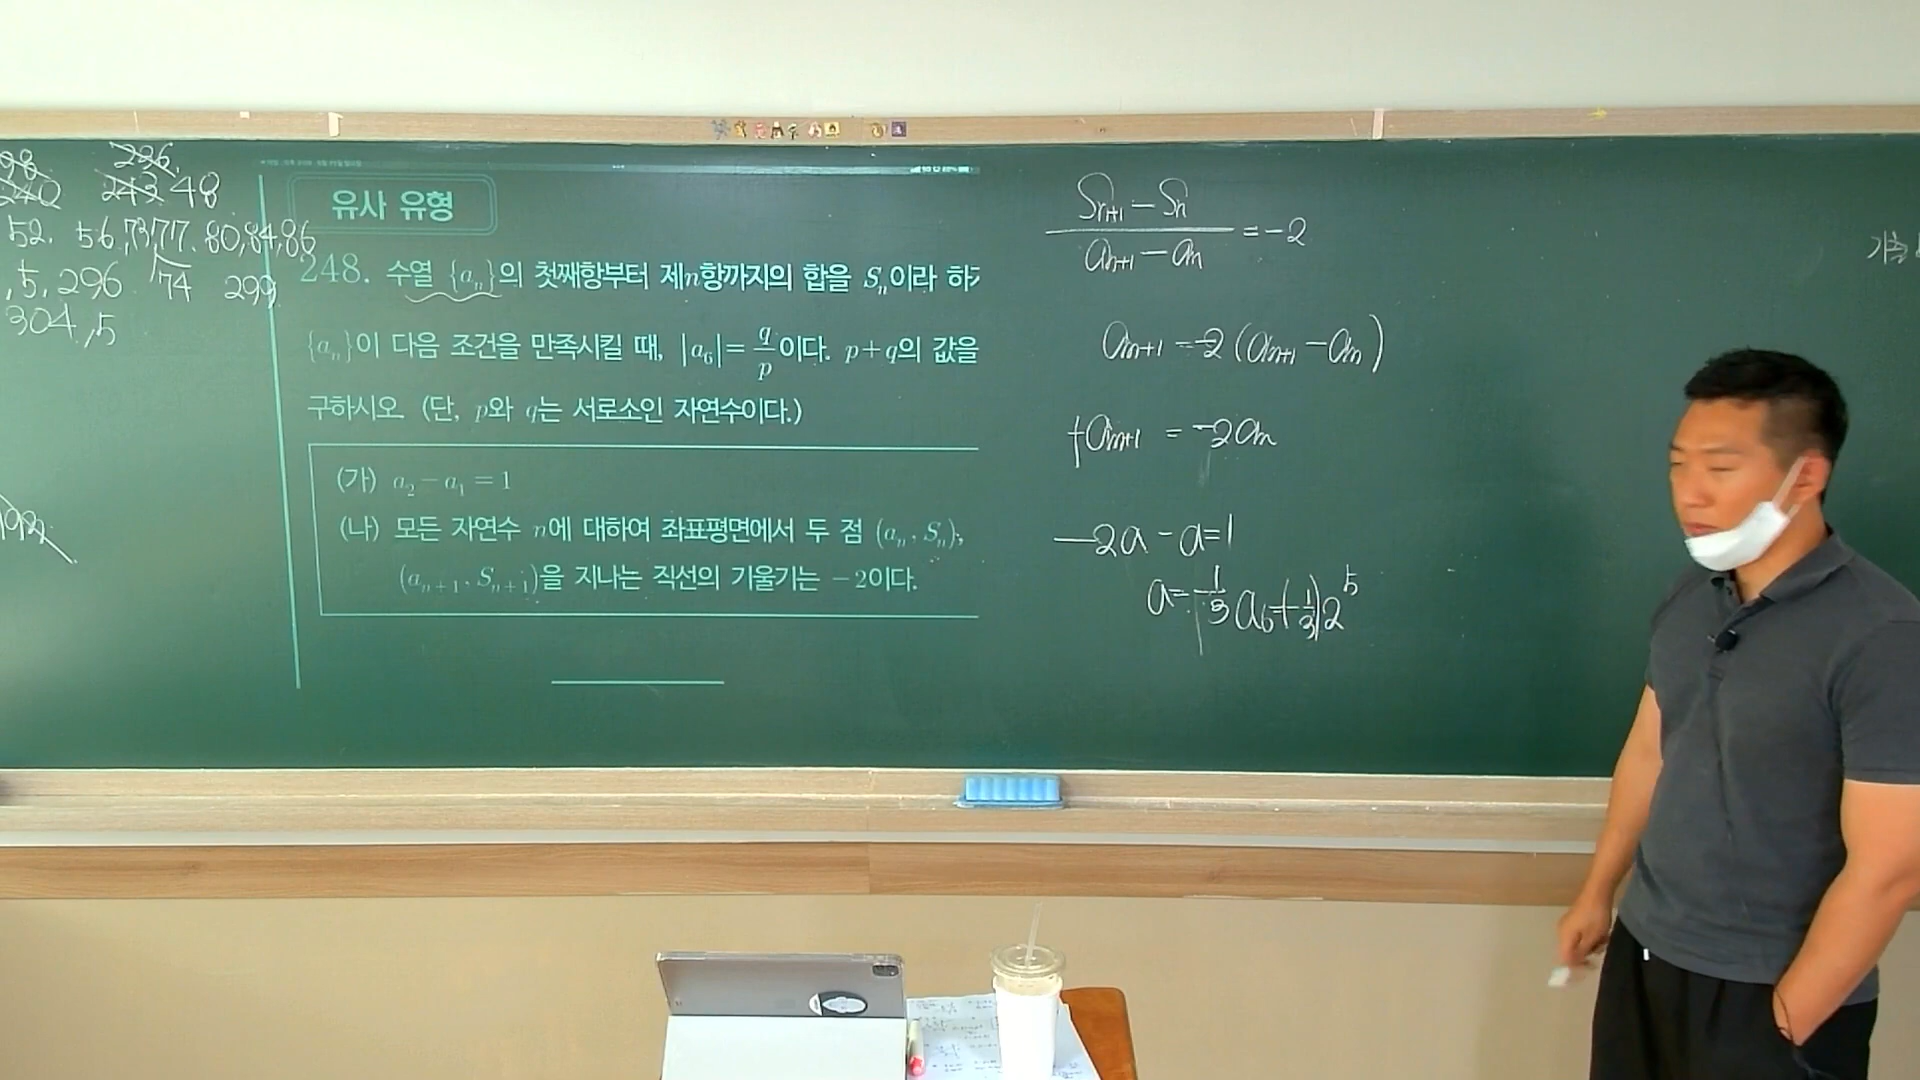 226
240 243 48
52. 56, 73, 77. 80, 84, 86
, 5, 296 74 299
304, 5
유사 유형
248. 수열 {aₙ}의 첫째항부터 제n항까지의 합을 Sₙ이라 하
{aₙ}이 다음 조건을 만족시킬 때, |a₆| = q/p이다. p+q의 값을
구하시오. (단, p와 q는 서로소인 자연수이다.)
(가) a₂ − a₁ = 1
(나) 모든 자연수 n에 대하여 좌표평면에서 두 점 (aₙ, Sₙ),
(aₙ₊₁, Sₙ₊₁)을 지나는 직선의 기울기는 −2이다.
(Sₙ₊₁ − Sₙ)/(aₙ₊₁ − aₙ) = −2
aₙ₊₁ = −2(aₙ₊₁ − aₙ)
+aₙ₊₁ = −2aₙ
−2a − a = 1
a = −1/3 a₆ = (−1/3)2⁵